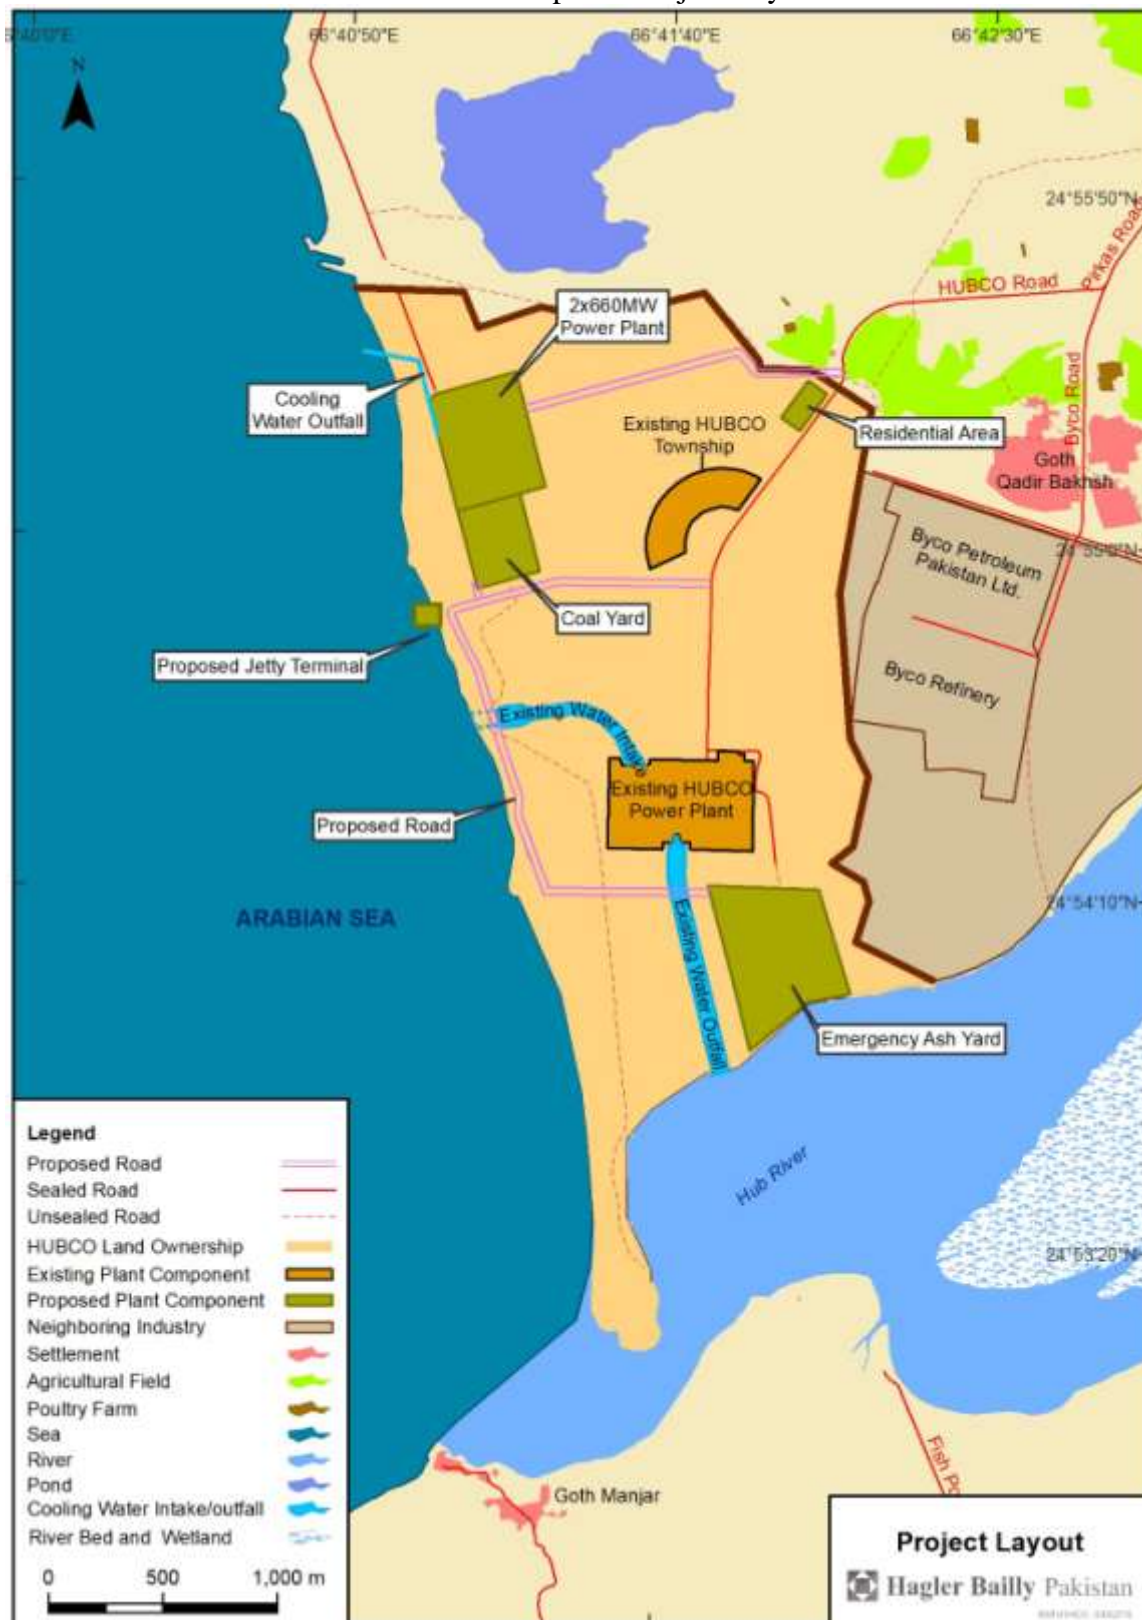 66°40'50"E
66°41'40"E
66°42'30"E
N
24°55'50"N
Pirkas Road
HUBCO Road
2x660MW
Power Plant
Cooling
Water Outfall
Byco Road
Existing HUBCO
Township
Residential Area
Goth
Qadir Bakhsh
Byco Petroleum
Pakistan Ltd.
Coal Yard
Proposed Jetty Terminal
Byco Refinery
Existing Water Intake
Existing HUBCO
Power Plant
Proposed Road
24°54'10"N
ARABIAN SEA
Existing Water Outfall
Emergency Ash Yard
Legend
Proposed Road
Sealed Road
Unsealed Road
HUBCO Land Ownership
Existing Plant Component
Proposed Plant Component
Neighboring Industry
Settlement
Agricultural Field
Poultry Farm
Sea
River
Pond
Cooling Water Intake/outfall
River Bed and Wetland
0 500 1,000 m
Hub River
24°53'20"N
Goth Manjar
Fish
Project Layout
Hagler Bailly Pakistan